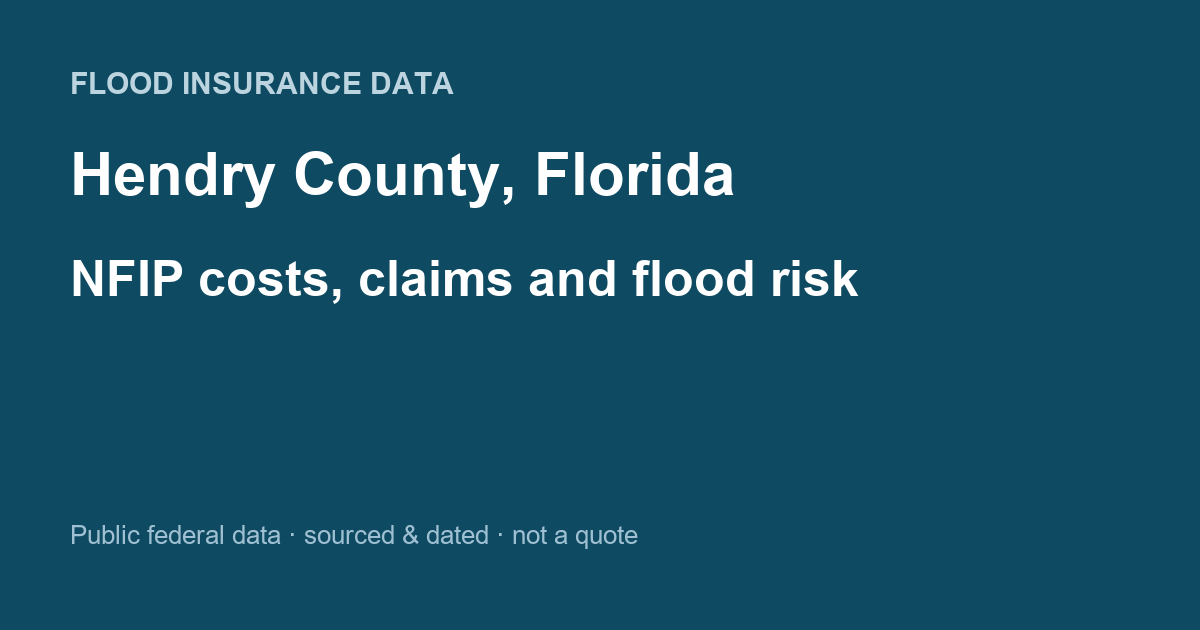 FLOOD INSURANCE DATA
Hendry County, Florida
NFIP costs, claims and flood risk
Public federal data · sourced & dated · not a quote